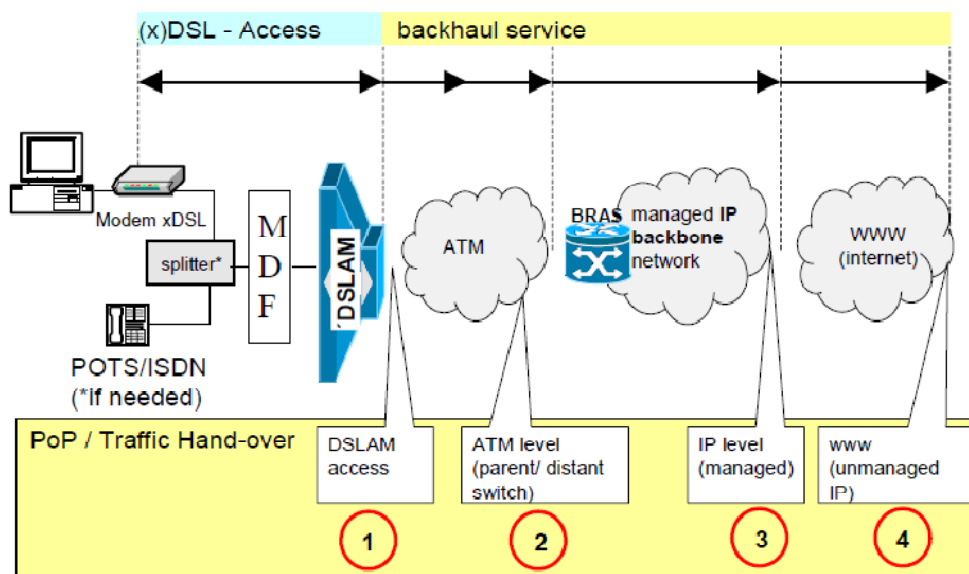 (x)DSL - Access
backhaul service
Modem xDSL
splitter*
M
D
F
'DSLAM
ATM
BRAS
managed IP
backbone
network
WWW
(internet)
POTS/ISDN
(*if needed)
PoP / Traffic Hand-over
DSLAM
access
ATM level
(parent/ distant
switch)
IP level
(managed)
www
(unmanaged
IP)
1
2
3
4